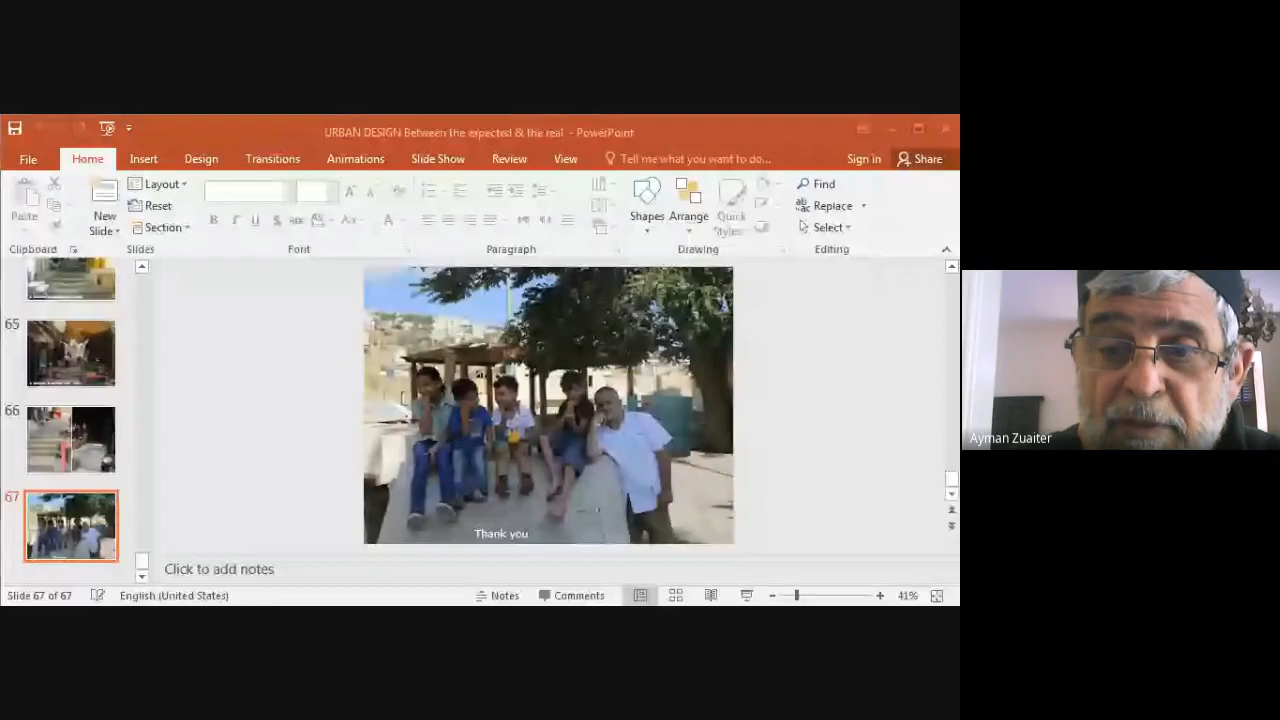 URBAN DESIGN Between the expected & the real - PowerPoint
File Home Insert Design Transitions Animations Slide Show Review View Tell me what you want to do... Sign in Share
Paste
New Slide
Layout
Reset
Section
B I U S abc Aa A
Shapes Arrange Quick Styles
Find
Replace
Select
Clipboard Slides Font Paragraph Drawing Editing
65
66
67
Thank you
Click to add notes
Slide 67 of 67 English (United States) Notes Comments 41%
Ayman Zuaiter